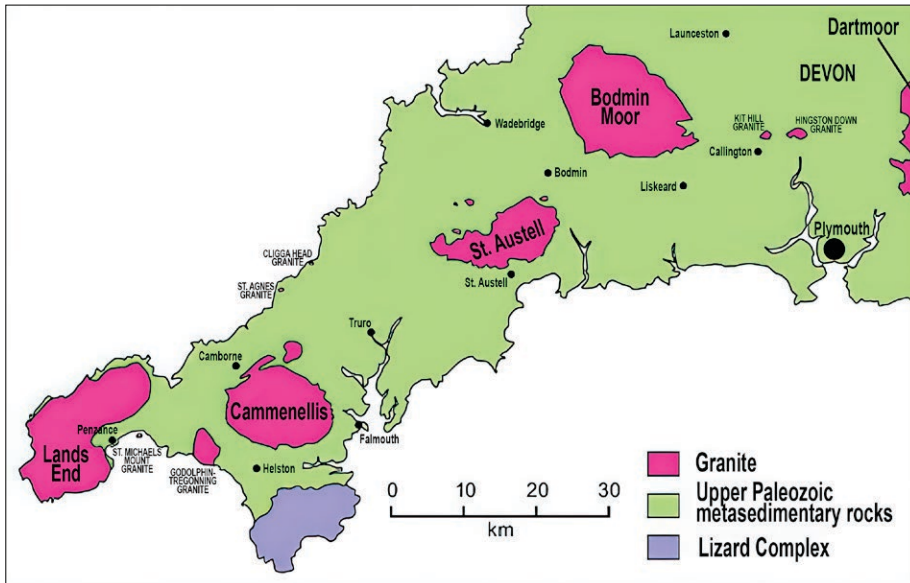 Launceston
Dartmoor
DEVON
Bodmin
Moor
Wadebridge
KIT HILL
GRANITE
HINGSTON DOWN
GRANITE
Callington
Bodmin
Liskeard
St. Austell
Plymouth
St. Austell
CLIGGA HEAD
GRANITE
ST. AGNES
GRANITE
Truro
Camborne
Cammenellis
Falmouth
Penzance
Lands
End
ST. MICHAELS
MOUNT
GRANITE
GODOLPHIN-
TREGONNING
GRANITE
Helston
0 10 20 30
km
Granite
Upper Paleozoic
metasedimentary rocks
Lizard Complex